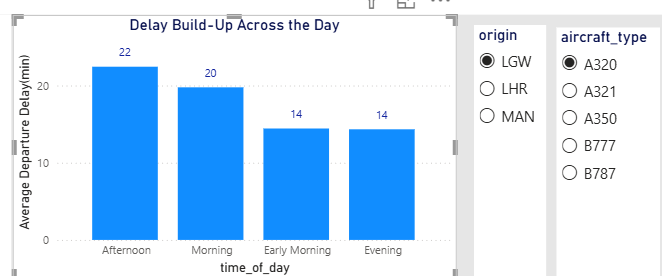 Delay Build-Up Across the Day
Average Departure Delay(min)
22
20
14
14
20
10
0
Afternoon
Morning
Early Morning
Evening
time_of_day
origin
LGW
LHR
MAN
aircraft_type
A320
A321
A350
B777
B787